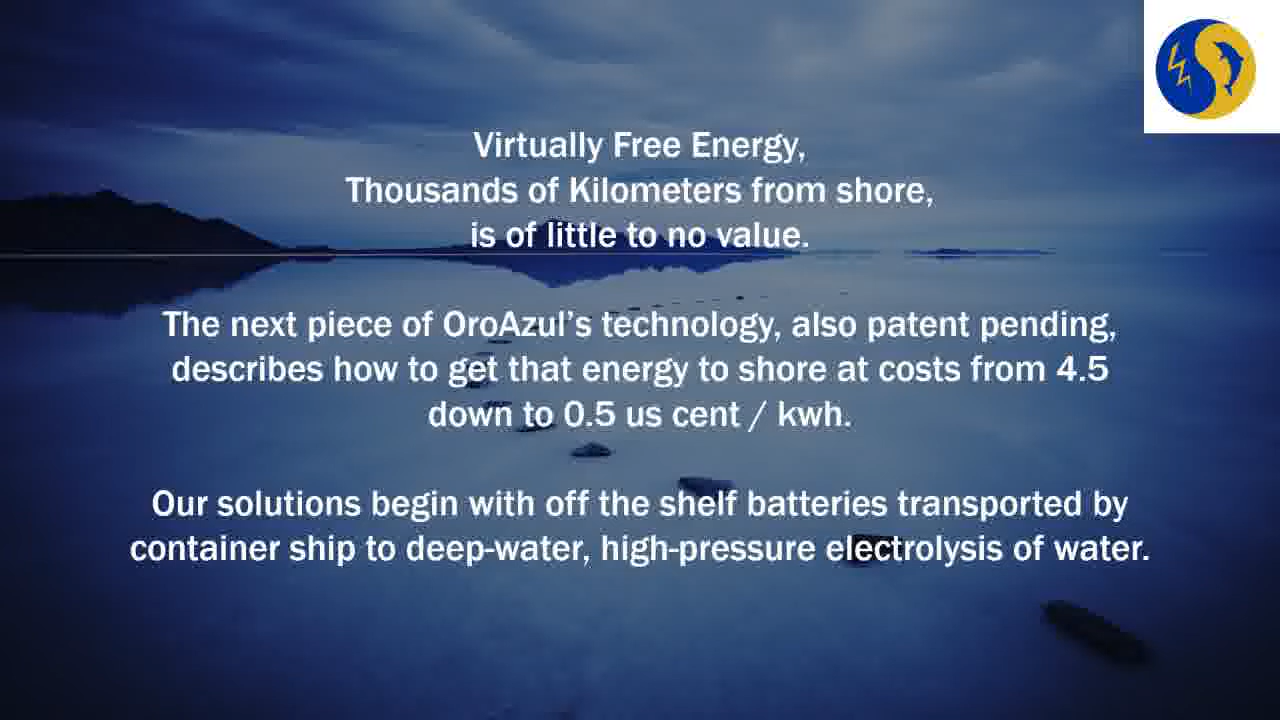 Virtually Free Energy,
Thousands of Kilometers from shore,
is of little to no value.
The next piece of OroAzul’s technology, also patent pending,
describes how to get that energy to shore at costs from 4.5
down to 0.5 us cent / kwh.
Our solutions begin with off the shelf batteries transported by
container ship to deep-water, high-pressure electrolysis of water.